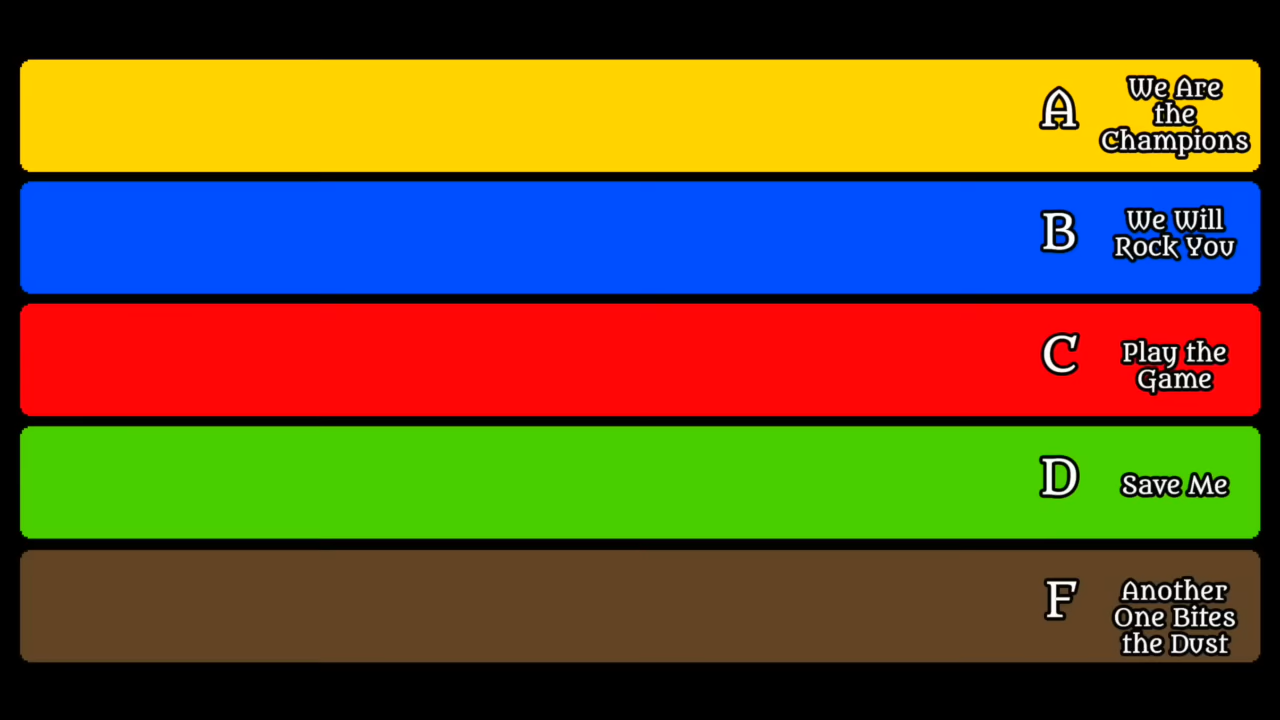 A
We Are
the
Champions
B
We Will
Rock You
C
Play the
Game
D
Save Me
F
Another
One Bites
the Dust